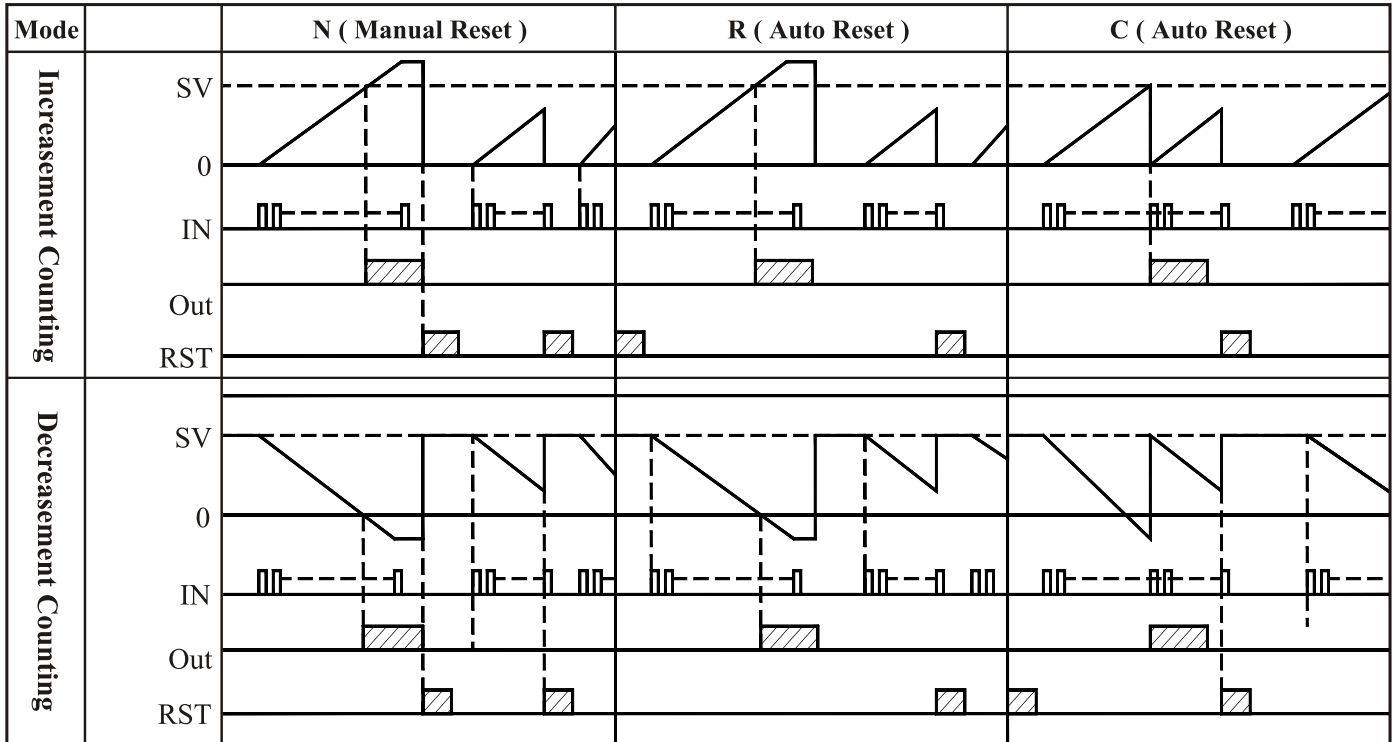 Mode N ( Manual Reset ) R ( Auto Reset ) C ( Auto Reset )
Increasement Counting
SV
0
IN
Out
RST
Decreasement Counting
SV
0
IN
Out
RST